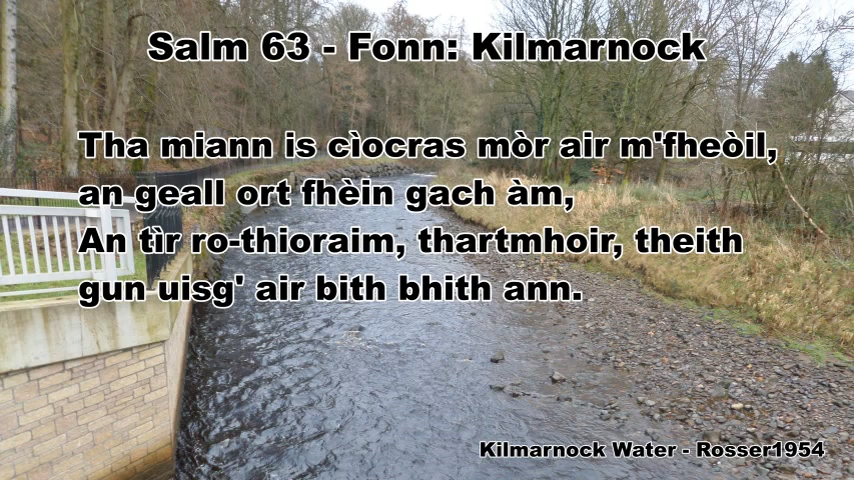 Salm 63 - Fonn: Kilmarnock
Tha miann is cìocras mòr air m'fheòil,
an geall ort fhèin gach àm,
An tìr ro-thioraim, thartmhoir, theith
gun uisg' air bith bhith ann.
Kilmarnock Water - Rosser1954